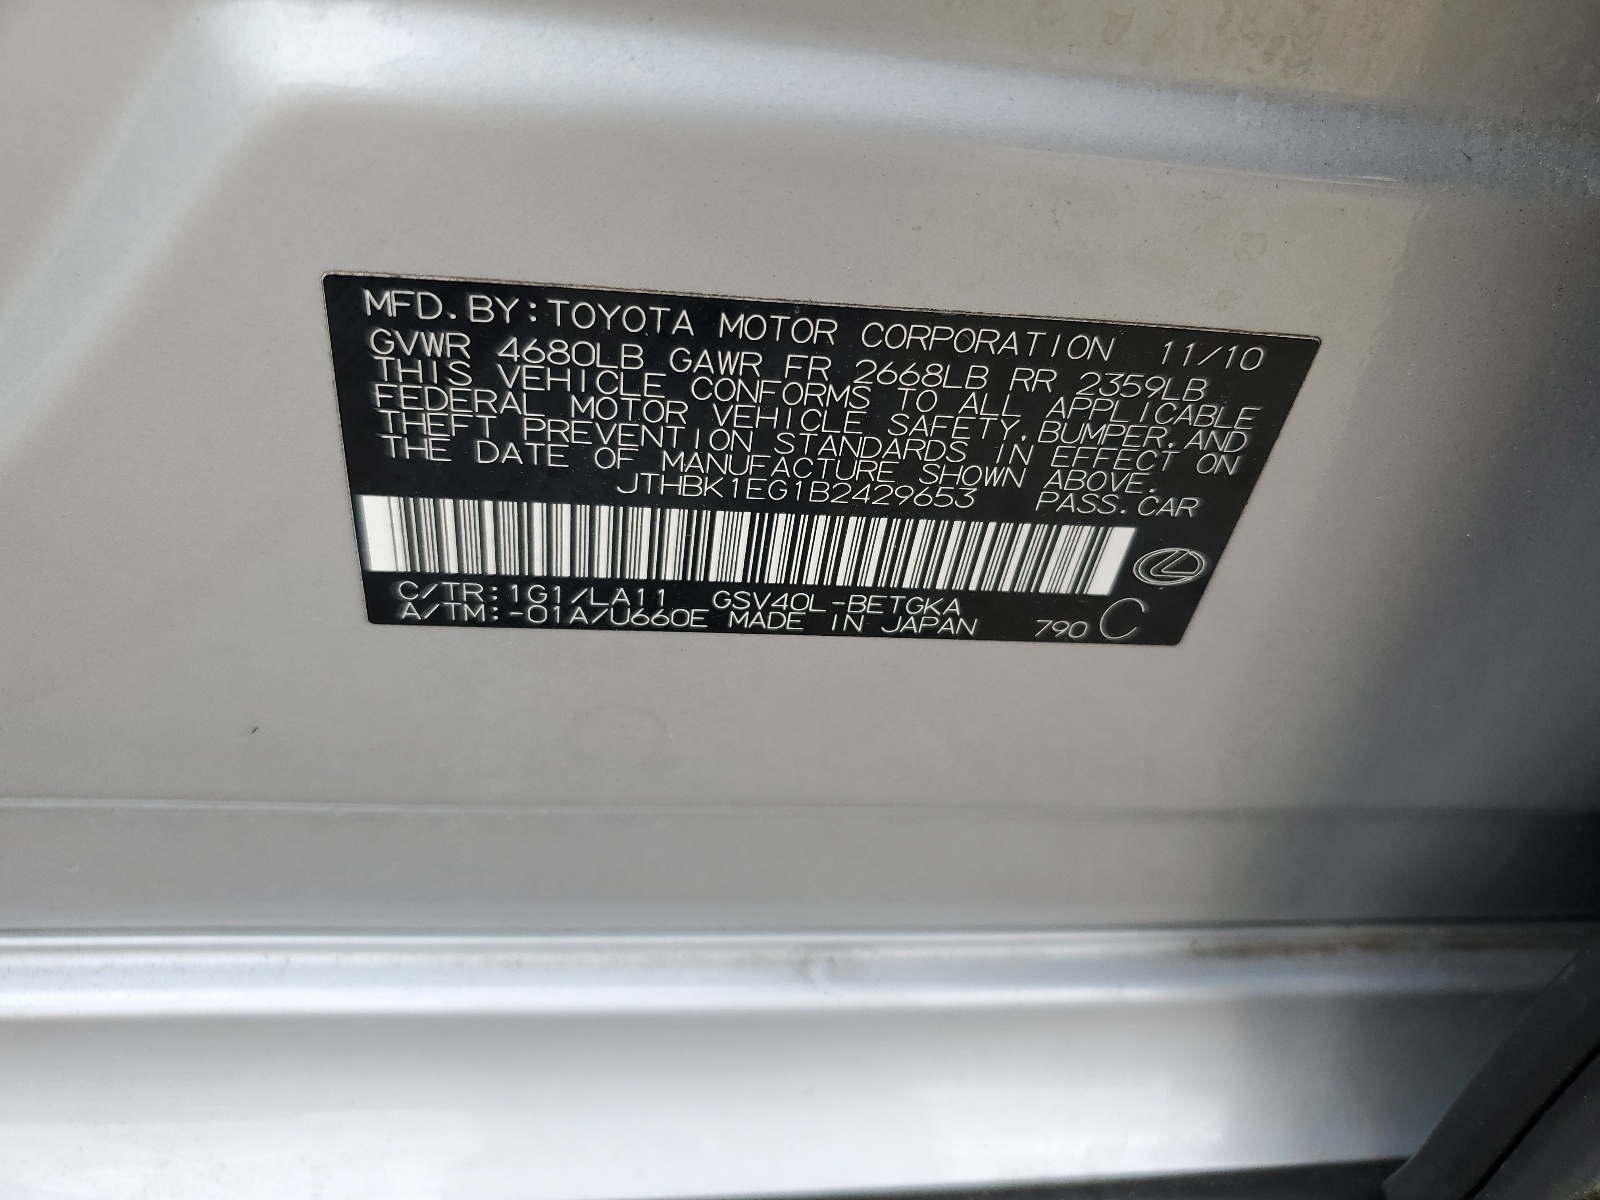 MFD. BY: TOYOTA MOTOR CORPORATION 11/10
GVWR 4680LB GAWR FR 2668LB RR 2359LB
THIS VEHICLE CONFORMS TO ALL APPLICABLE
FEDERAL MOTOR VEHICLE SAFETY, BUMPER, AND
THEFT PREVENTION STANDARDS IN EFFECT ON
THE DATE OF MANUFACTURE SHOWN ABOVE.
JTHBK1EG1B2429653 PASS. CAR
C/TR: 1G1/LA11 GSV40L-BETGKA
A/TM: -01A/U660E MADE IN JAPAN 790 C